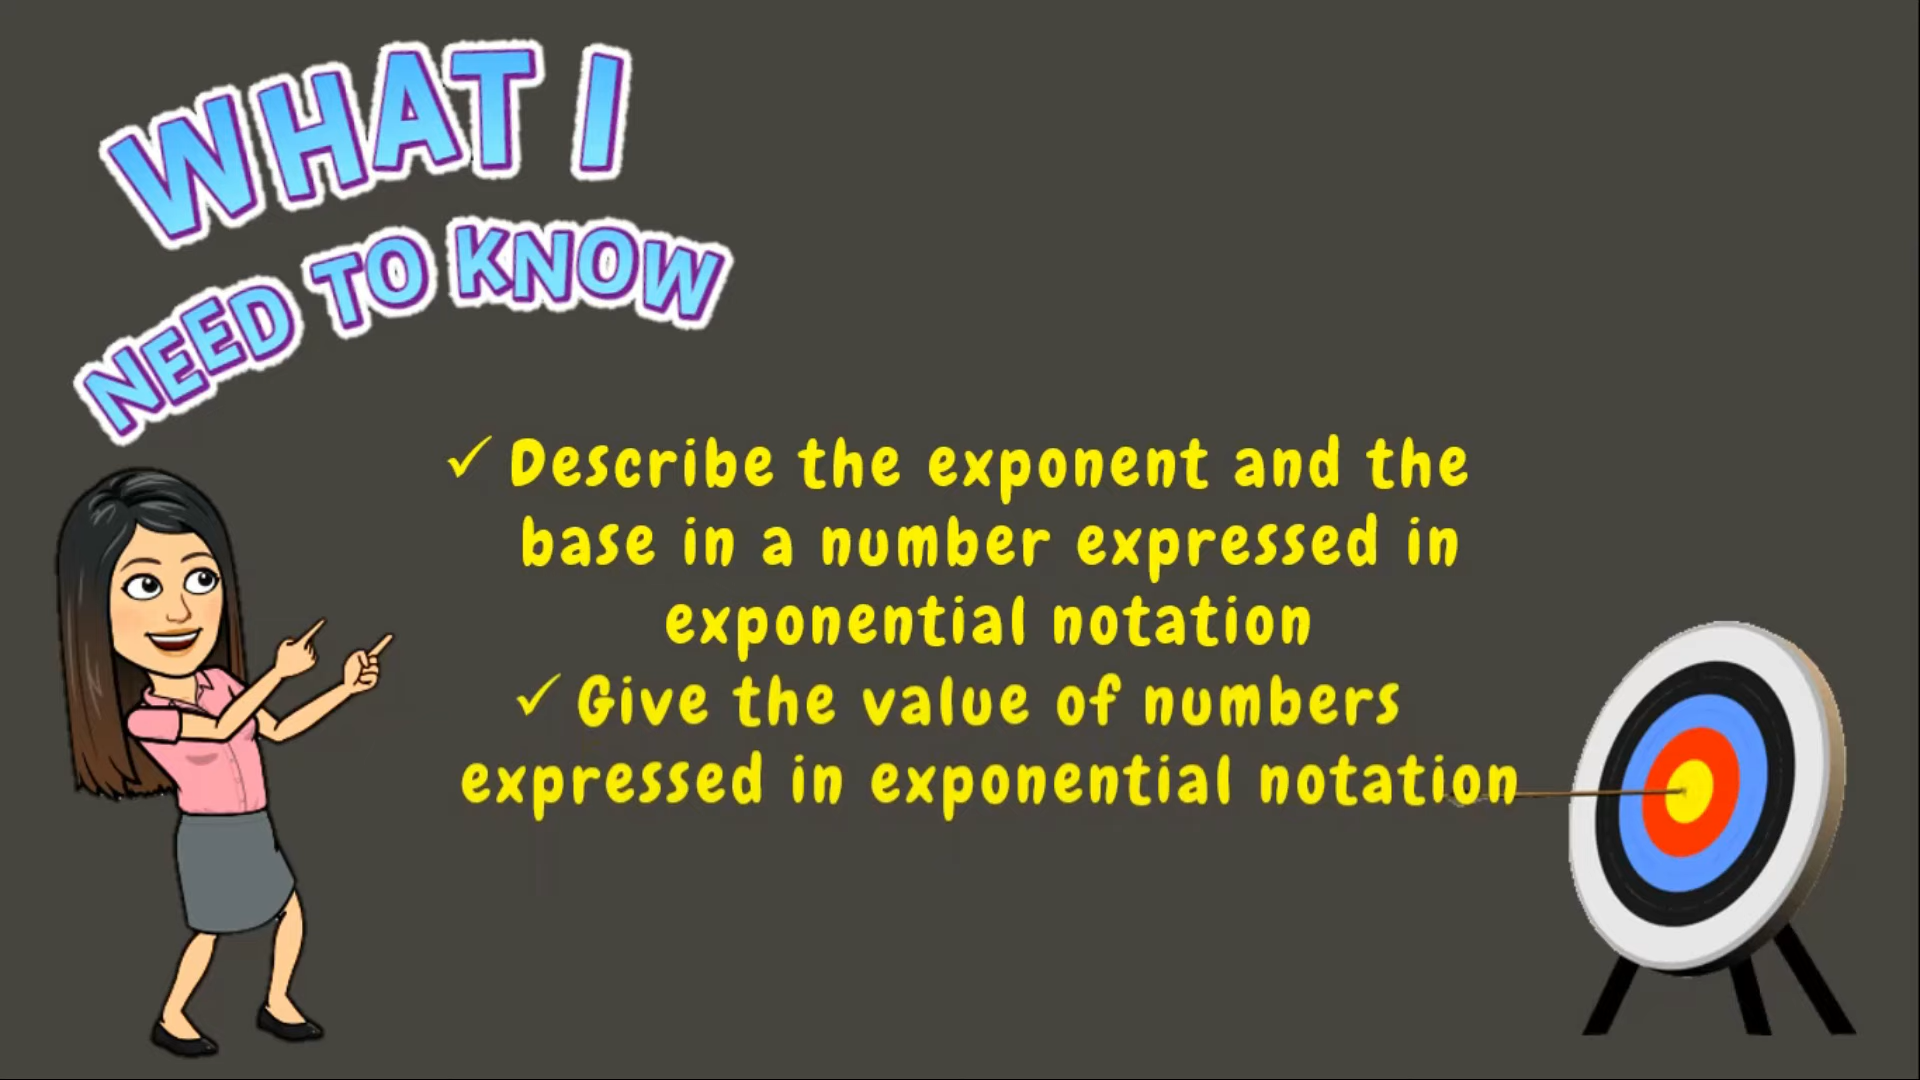 WHAT I
NEED TO KNOW
✓ Describe the exponent and the
base in a number expressed in
exponential notation
✓ Give the value of numbers
expressed in exponential notation